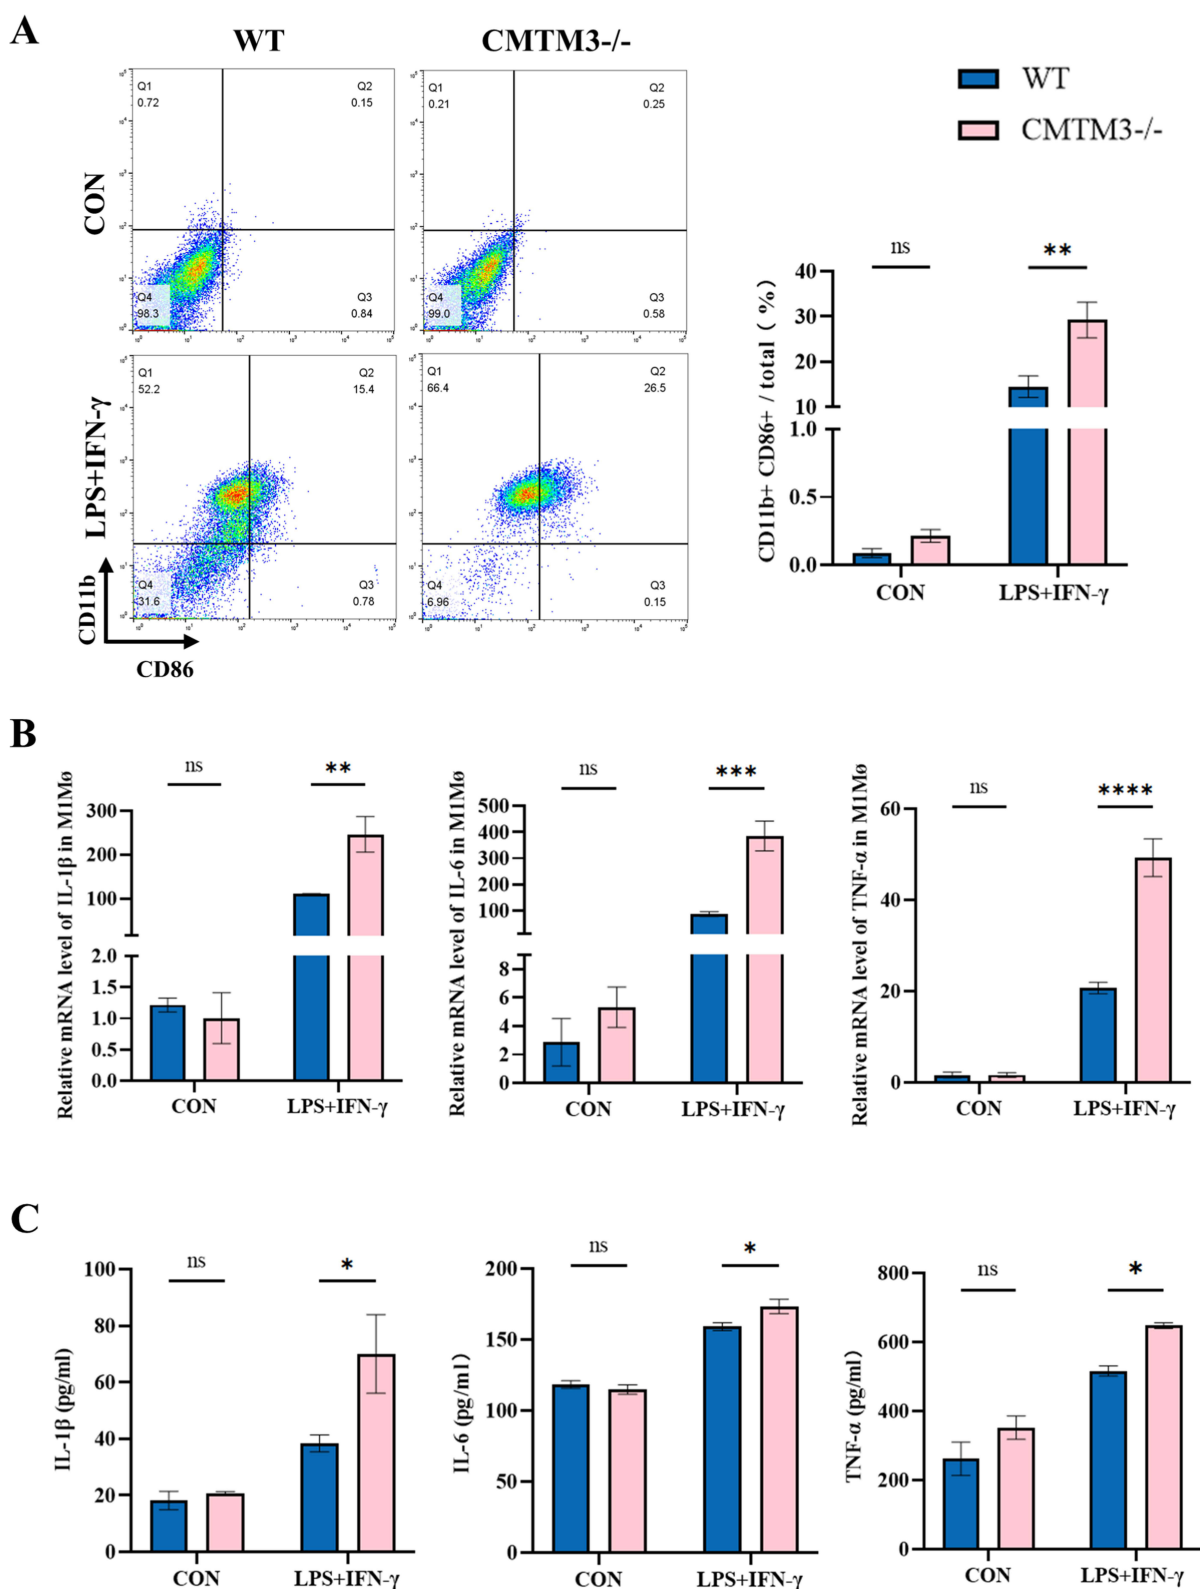 A
WT
CMTM3-/-
WT
CMTM3-/-
CON
Q1
0.72
Q2
0.15
Q4
98.3
Q3
0.84
Q1
0.21
Q2
0.25
Q4
99.0
Q3
0.58
LPS+IFN-γ
Q1
52.2
Q2
15.4
Q4
31.6
Q3
0.78
Q1
66.4
Q2
26.5
Q4
6.96
Q3
0.15
CD11b
CD86
CD11b+ CD86+ / total ( %)
40
30
20
10
1.0
0.5
0.0
ns
**
CON
LPS+IFN-γ
B
Relative mRNA level of IL-1β in M1Mø
300
200
100
2.0
1.5
1.0
0.5
0.0
ns
**
CON
LPS+IFN-γ
Relative mRNA level of IL-6 in M1Mø
500
400
300
200
100
8
6
4
2
0
ns
***
CON
LPS+IFN-γ
Relative mRNA level of TNF-α in M1Mø
60
40
20
0
ns
****
CON
LPS+IFN-γ
C
IL-1β (pg/ml)
100
80
60
40
20
0
ns
*
CON
LPS+IFN-γ
IL-6 (pg/ml)
200
150
100
50
0
ns
*
CON
LPS+IFN-γ
TNF-α (pg/ml)
800
600
400
200
0
ns
*
CON
LPS+IFN-γ